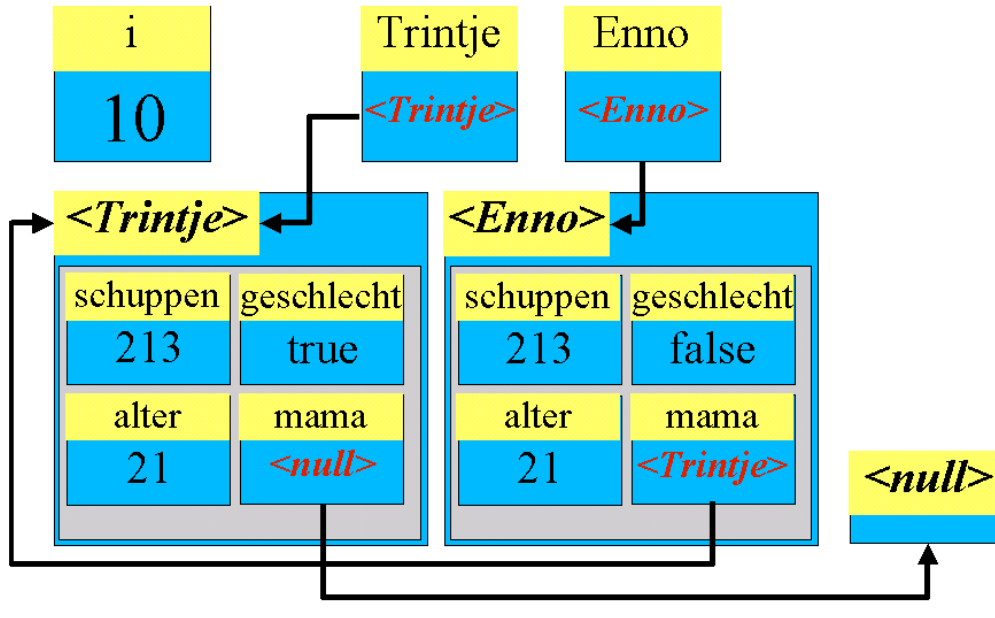 i
10
Trintje
<Trintje>
Enno
<Enno>
<Trintje>
schuppen
213
geschlecht
true
alter
21
mama
<null>
<Enno>
schuppen
213
geschlecht
false
alter
21
mama
<Trintje>
<null>